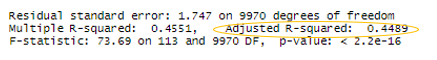 Residual standard error: 1.747 on 9970 degrees of freedom
Multiple R-squared:  0.4551,    Adjusted R-squared:  0.4489
F-statistic: 73.69 on 113 and 9970 DF,  p-value: < 2.2e-16